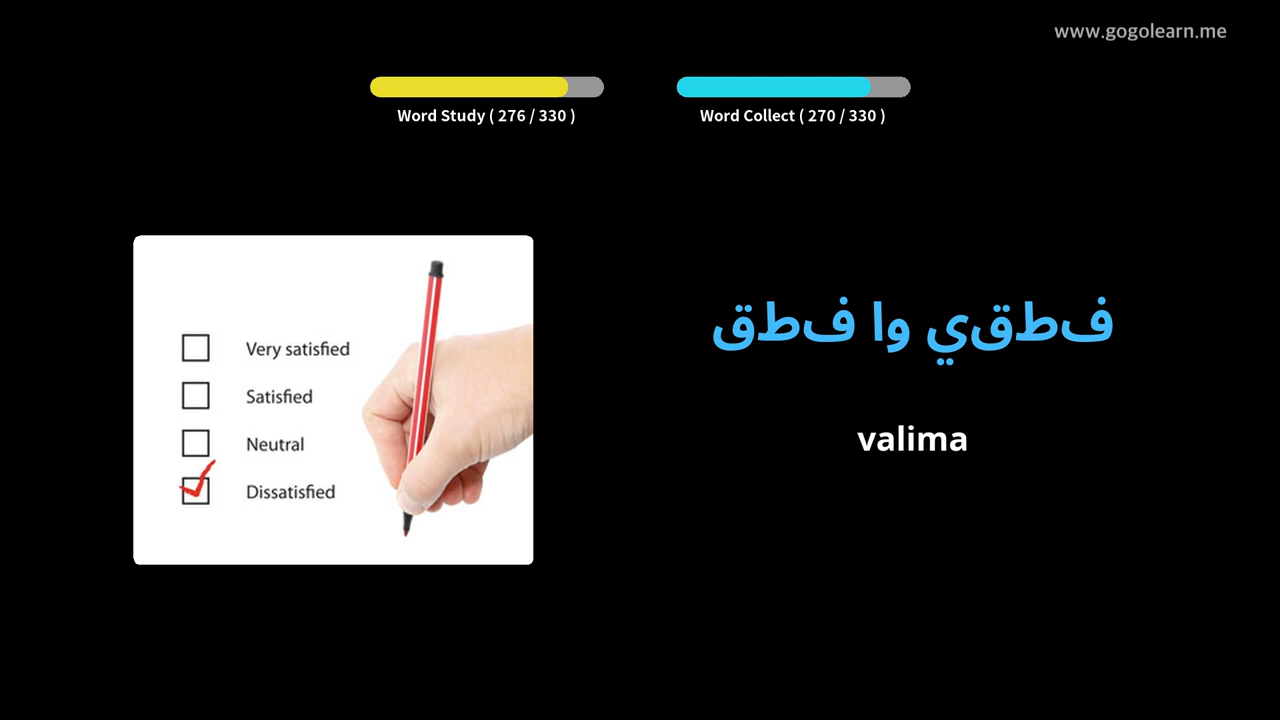 www.gogolearn.me
Word Study ( 276 / 330 )
Word Collect ( 270 / 330 )
Very satisfied
Satisfied
Neutral
Dissatisfied
فطقي وا فطق
valima